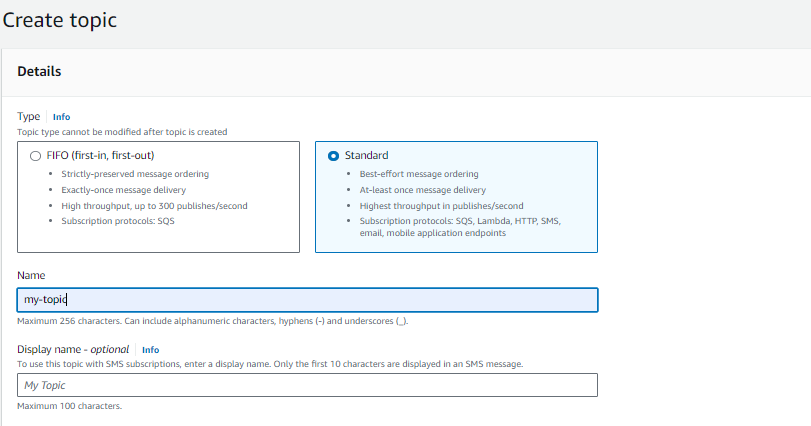 Create topic
Details
Type Info
Topic type cannot be modified after topic is created
FIFO (first-in, first-out)
• Strictly-preserved message ordering
• Exactly-once message delivery
• High throughput, up to 300 publishes/second
• Subscription protocols: SQS
Standard
• Best-effort message ordering
• At-least once message delivery
• Highest throughput in publishes/second
• Subscription protocols: SQS, Lambda, HTTP, SMS,
email, mobile application endpoints
Name
my-topic
Maximum 256 characters. Can include alphanumeric characters, hyphens (-) and underscores (_).
Display name - optional Info
To use this topic with SMS subscriptions, enter a display name. Only the first 10 characters are displayed in an SMS message.
My Topic
Maximum 100 characters.